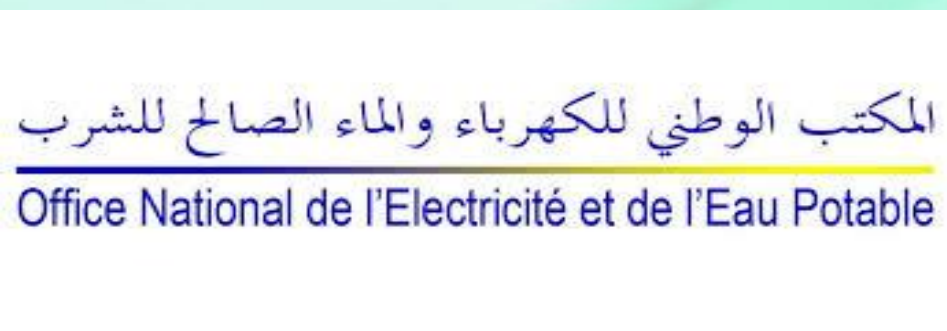 المكتب الوطني للكهرباء والماء الصالح للشرب
Office National de l'Electricité et de l'Eau Potable